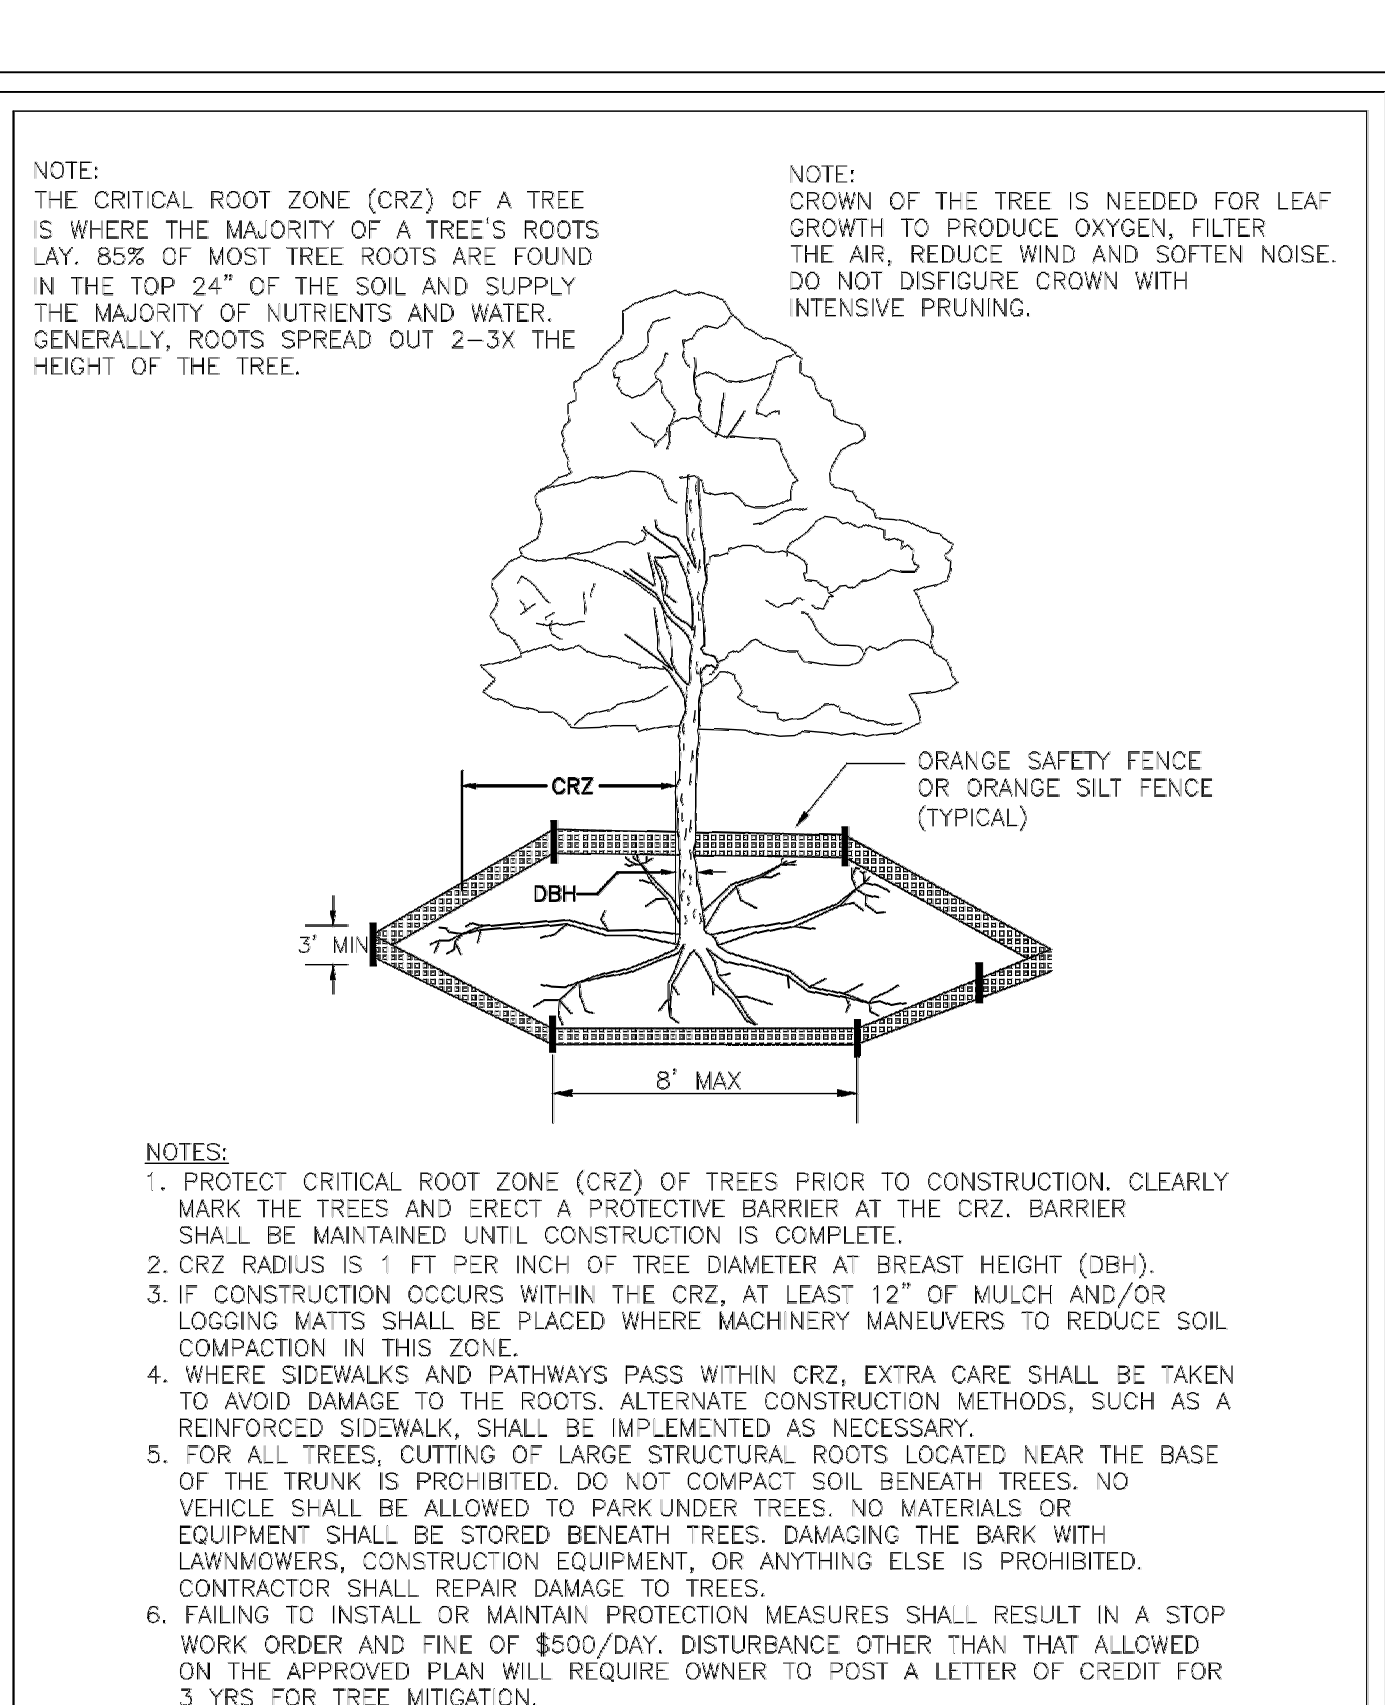 NOTE:
THE CRITICAL ROOT ZONE (CRZ) OF A TREE
IS WHERE THE MAJORITY OF A TREE'S ROOTS
LAY. 85% OF MOST TREE ROOTS ARE FOUND
IN THE TOP 24" OF THE SOIL AND SUPPLY
THE MAJORITY OF NUTRIENTS AND WATER.
GENERALLY, ROOTS SPREAD OUT 2-3X THE
HEIGHT OF THE TREE.
NOTE:
CROWN OF THE TREE IS NEEDED FOR LEAF
GROWTH TO PRODUCE OXYGEN, FILTER
THE AIR, REDUCE WIND AND SOFTEN NOISE.
DO NOT DISFIGURE CROWN WITH
INTENSIVE PRUNING.
ORANGE SAFETY FENCE
OR ORANGE SILT FENCE
(TYPICAL)
CRZ
DBH
3' MIN
8' MAX
NOTES:
1. PROTECT CRITICAL ROOT ZONE (CRZ) OF TREES PRIOR TO CONSTRUCTION. CLEARLY
MARK THE TREES AND ERECT A PROTECTIVE BARRIER AT THE CRZ. BARRIER
SHALL BE MAINTAINED UNTIL CONSTRUCTION IS COMPLETE.
2. CRZ RADIUS IS 1 FT PER INCH OF TREE DIAMETER AT BREAST HEIGHT (DBH).
3. IF CONSTRUCTION OCCURS WITHIN THE CRZ, AT LEAST 12" OF MULCH AND/OR
LOGGING MATTS SHALL BE PLACED WHERE MACHINERY MANEUVERS TO REDUCE SOIL
COMPACTION IN THIS ZONE.
4. WHERE SIDEWALKS AND PATHWAYS PASS WITHIN CRZ, EXTRA CARE SHALL BE TAKEN
TO AVOID DAMAGE TO THE ROOTS. ALTERNATE CONSTRUCTION METHODS, SUCH AS A
REINFORCED SIDEWALK, SHALL BE IMPLEMENTED AS NECESSARY.
5. FOR ALL TREES, CUTTING OF LARGE STRUCTURAL ROOTS LOCATED NEAR THE BASE
OF THE TRUNK IS PROHIBITED. DO NOT COMPACT SOIL BENEATH TREES. NO
VEHICLE SHALL BE ALLOWED TO PARK UNDER TREES. NO MATERIALS OR
EQUIPMENT SHALL BE STORED BENEATH TREES. DAMAGING THE BARK WITH
LAWNMOWERS, CONSTRUCTION EQUIPMENT, OR ANYTHING ELSE IS PROHIBITED.
CONTRACTOR SHALL REPAIR DAMAGE TO TREES.
6. FAILING TO INSTALL OR MAINTAIN PROTECTION MEASURES SHALL RESULT IN A STOP
WORK ORDER AND FINE OF $500/DAY. DISTURBANCE OTHER THAN THAT ALLOWED
ON THE APPROVED PLAN WILL REQUIRE OWNER TO POST A LETTER OF CREDIT FOR
3 YRS FOR TREE MITIGATION.